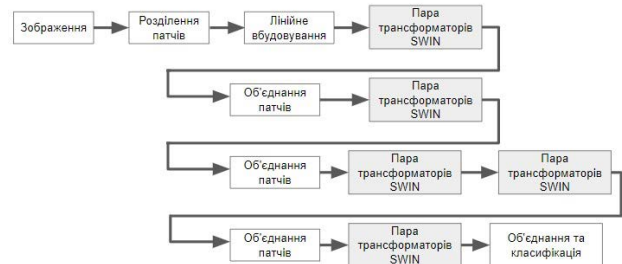 Зображення
Розділення
патчів
Лінійне
вбудовування
Пара
трансформаторів
SWIN
Об'єднання
патчів
Пара
трансформаторів
SWIN
Об'єднання
патчів
Пара
трансформаторів
SWIN
Пара
трансформаторів
SWIN
Об'єднання
патчів
Пара
трансформаторів
SWIN
Об'єднання та
класифікація